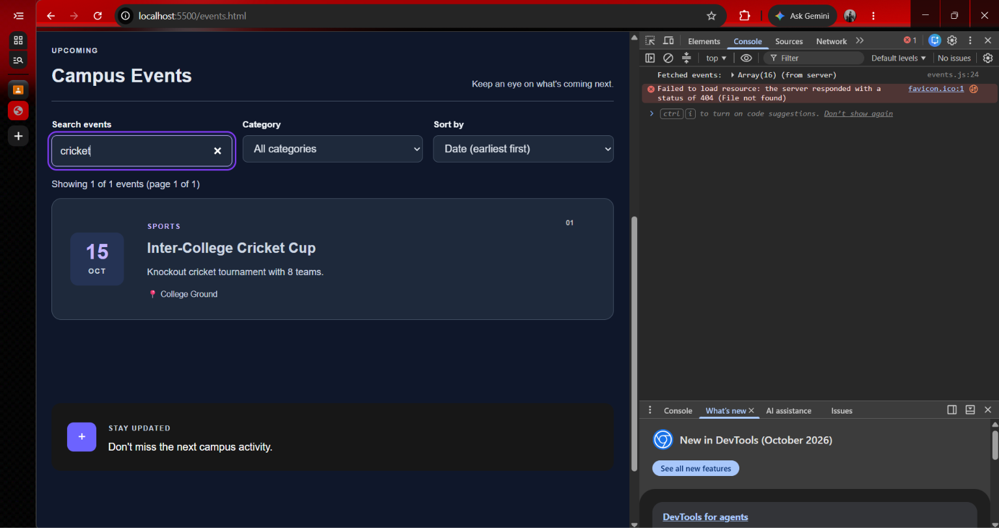 localhost:5500/events.html
Ask Gemini
UPCOMING
Campus Events
Keep an eye on what's coming next.
Search events
Category
Sort by
cricket
All categories
Date (earliest first)
Showing 1 of 1 events (page 1 of 1)
15
OCT
SPORTS
01
Inter-College Cricket Cup
Knockout cricket tournament with 8 teams.
College Ground
+
STAY UPDATED
Don't miss the next campus activity.
Elements Console Sources Network 1
top Filter Default levels No issues
Fetched events: Array(16) (from server) events.js:24
Failed to load resource: the server responded with a favicon.ico:1
status of 404 (File not found)
ctrl i to turn on code suggestions. Don't show again
Console What's new AI assistance Issues
New in DevTools (October 2026)
See all new features
DevTools for agents